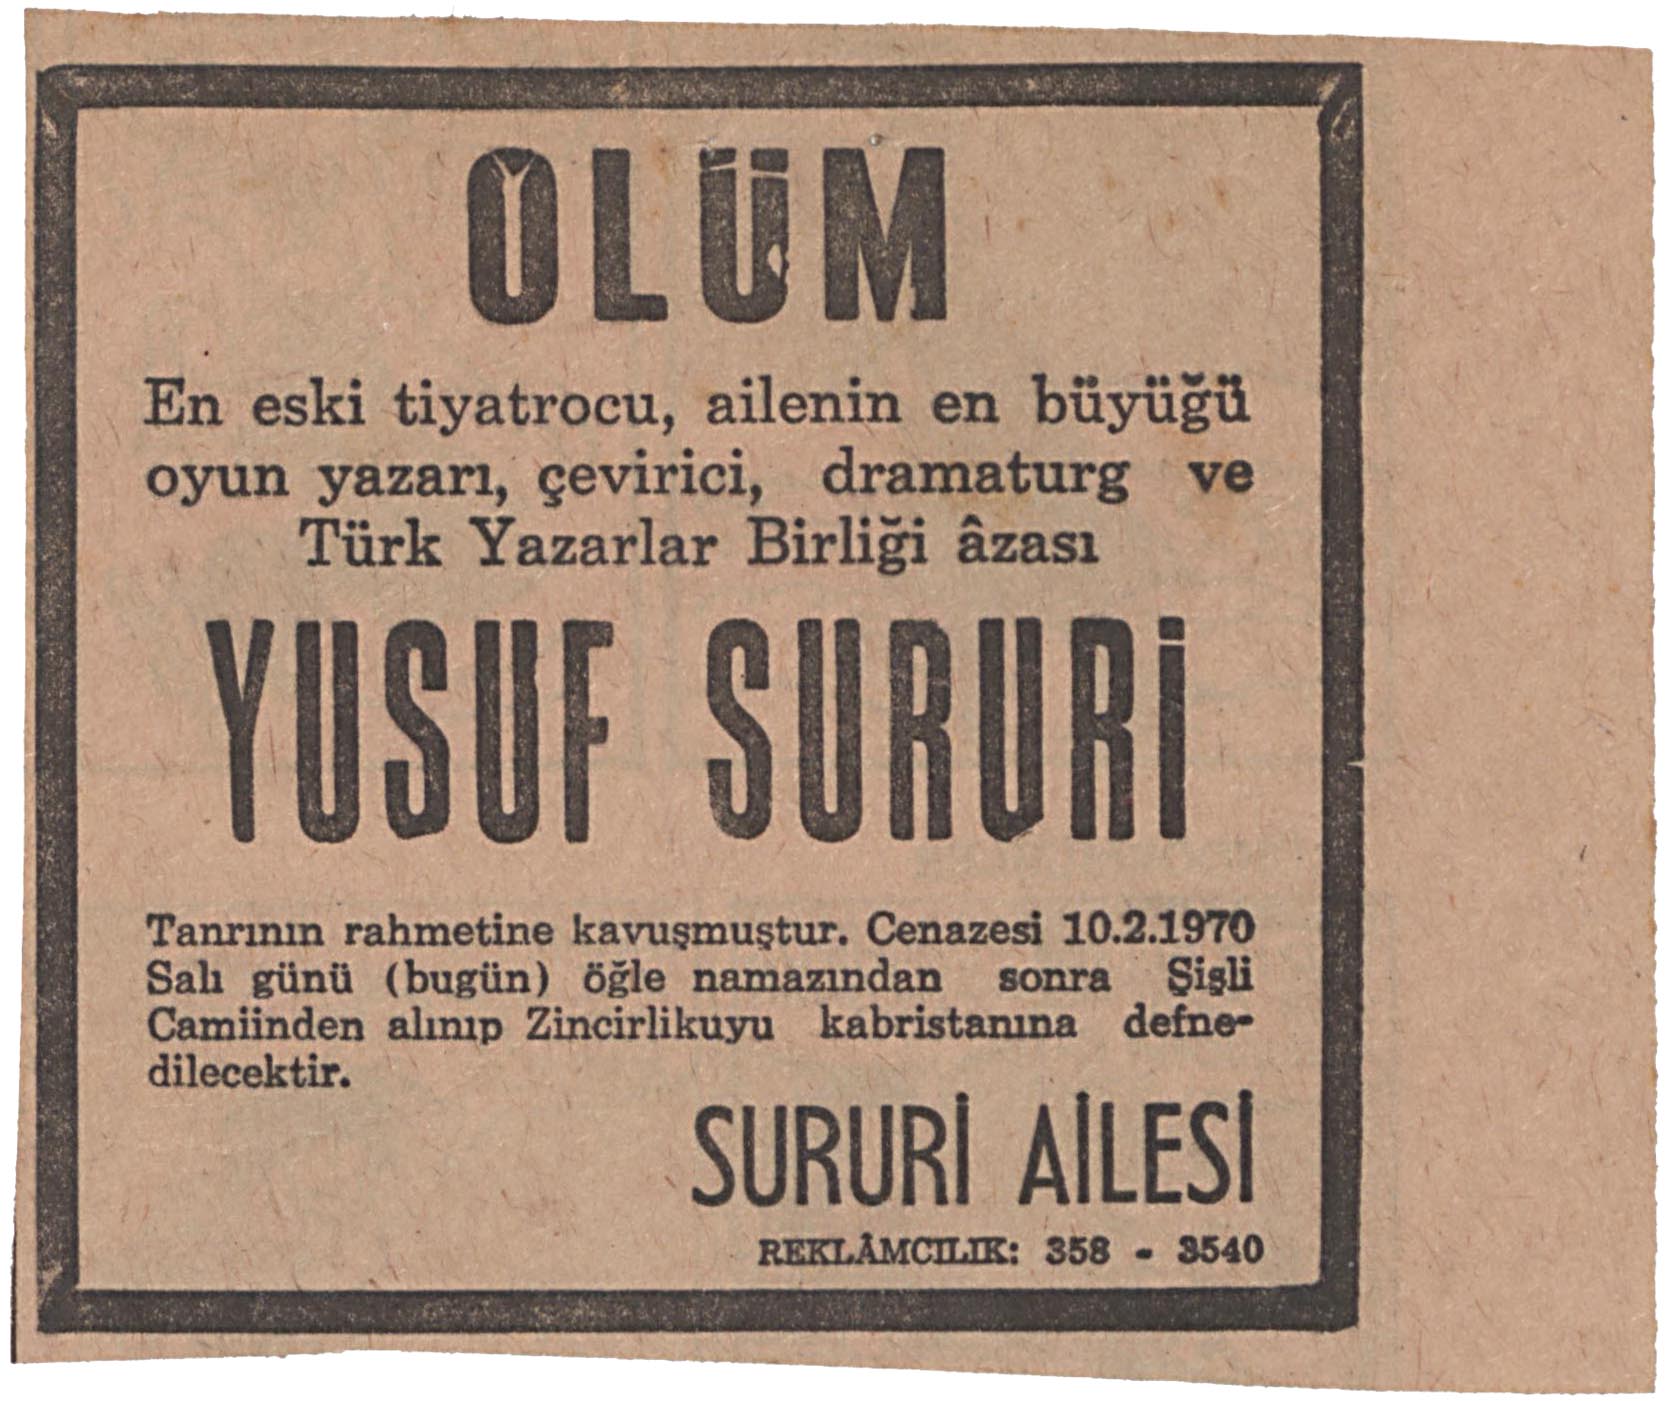 ÖLÜM
En eski tiyatrocu, ailenin en büyüğü
oyun yazarı, çevirici, dramaturg ve
Türk Yazarlar Birliği âzası
YUSUF SURURİ
Tanrının rahmetine kavuşmuştur. Cenazesi 10.2.1970
Salı günü (bugün) öğle namazından sonra Şişli
Camiinden alınıp Zincirlikuyu kabristanına defne-
dilecektir.
SURURİ AİLESİ
REKLÂMCILIK: 358 - 3540